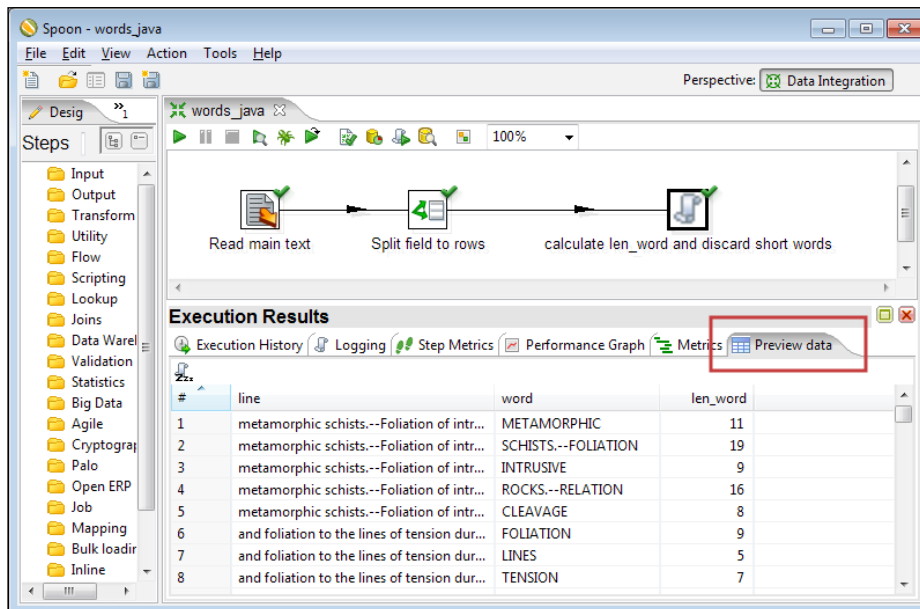 Spoon - words_java
File Edit View Action Tools Help
Perspective: Data Integration
Desig »1
words_java
Steps
100%
Input
Output
Transform
Utility
Flow
Scripting
Lookup
Joins
Data Warel
Validation
Statistics
Big Data
Agile
Cryptograp
Palo
Open ERP
Job
Mapping
Bulk loadir
Inline
Read main text
Split field to rows
calculate len_word and discard short words
Execution Results
Execution History Logging Step Metrics Performance Graph Metrics Preview data
# line word len_word
1 metamorphic schists.--Foliation of intr... METAMORPHIC 11
2 metamorphic schists.--Foliation of intr... SCHISTS.--FOLIATION 19
3 metamorphic schists.--Foliation of intr... INTRUSIVE 9
4 metamorphic schists.--Foliation of intr... ROCKS.--RELATION 16
5 metamorphic schists.--Foliation of intr... CLEAVAGE 8
6 and foliation to the lines of tension dur... FOLIATION 9
7 and foliation to the lines of tension dur... LINES 5
8 and foliation to the lines of tension dur... TENSION 7